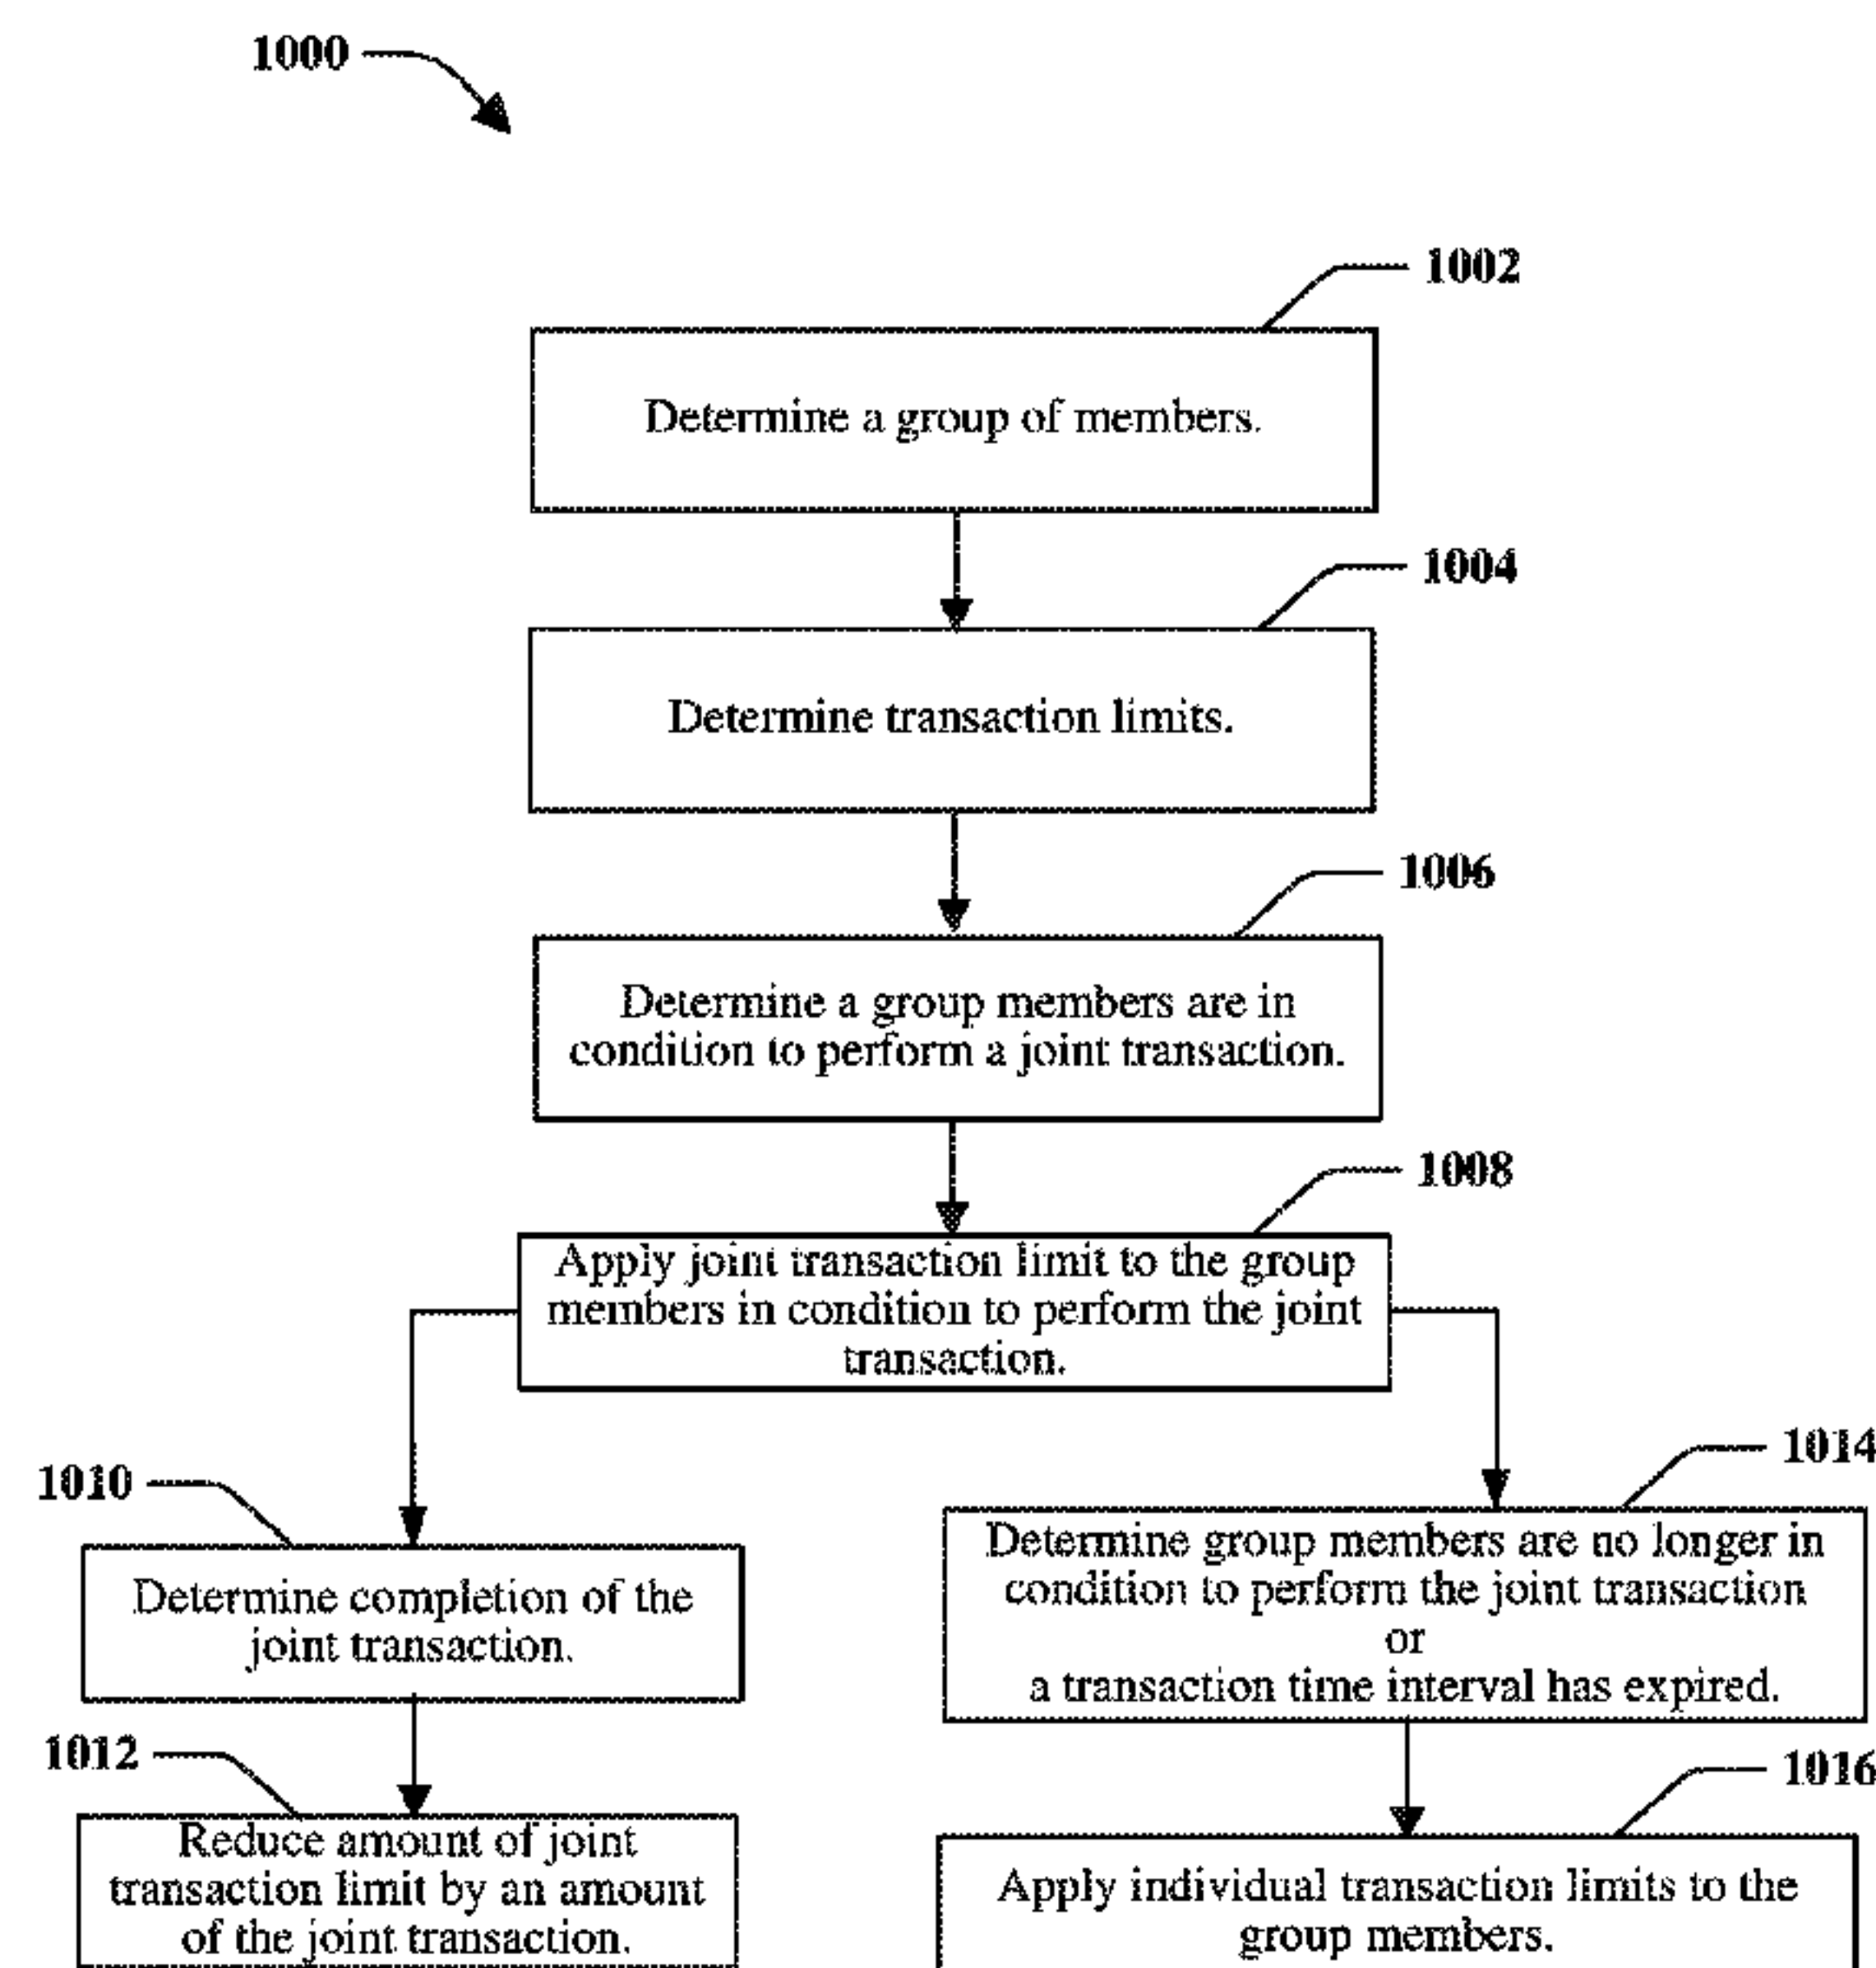 1000
1002
Determine a group of members.
1004
Determine transaction limits.
1006
Determine a group members are in
condition to perform a joint transaction.
1008
Apply joint transaction limit to the group
members in condition to perform the joint
transaction.
1010
Determine completion of the
joint transaction.
1012
Reduce amount of joint
transaction limit by an amount
of the joint transaction.
1014
Determine group members are no longer in
condition to perform the joint transaction
or
a transaction time interval has expired.
1016
Apply individual transaction limits to the
group members.